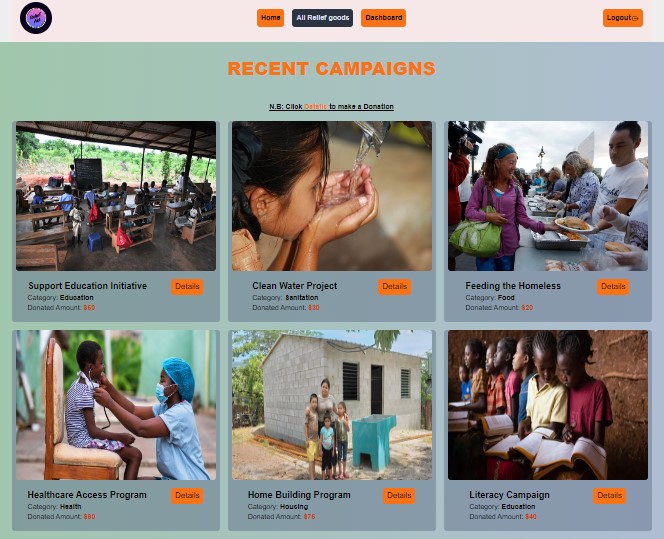 Home
All Relief goods
Dashboard
Logout
RECENT CAMPAIGNS
N.B: Click Details to make a Donation
Support Education Initiative
Details
Category: Education
Donated Amount: $50
Clean Water Project
Details
Category: Sanitation
Donated Amount: $30
Feeding the Homeless
Details
Category: Food
Donated Amount: $20
Healthcare Access Program
Details
Category: Health
Donated Amount: $90
Home Building Program
Details
Category: Housing
Donated Amount: $75
Literacy Campaign
Details
Category: Education
Donated Amount: $40